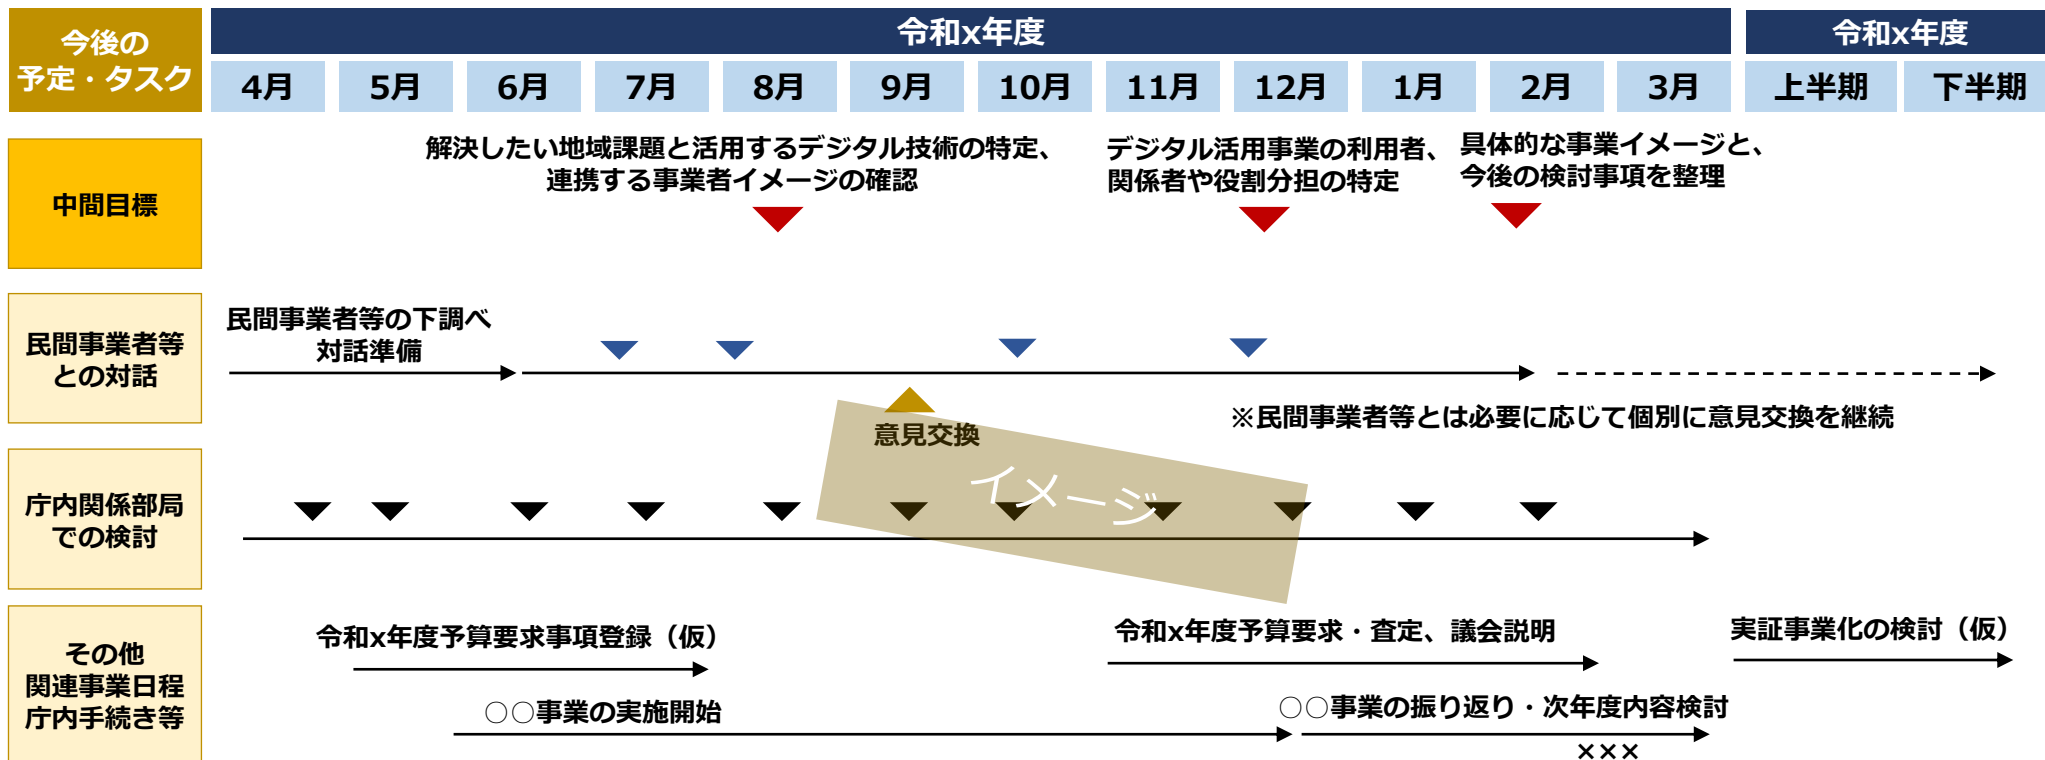 今後の
予定・タスク
令和x年度
令和x年度
4月 5月 6月 7月 8月 9月 10月 11月 12月 1月 2月 3月 上半期 下半期
中間目標
解決したい地域課題と活用するデジタル技術の特定、
連携する事業者イメージの確認
デジタル活用事業の利用者、
関係者や役割分担の特定
具体的な事業イメージと、
今後の検討事項を整理
民間事業者等
との対話
民間事業者等の下調べ
対話準備
意見交換
※民間事業者等とは必要に応じて個別に意見交換を継続
イメージ
庁内関係部局
での検討
その他
関連事業日程
庁内手続き等
令和x年度予算要求事項登録（仮）
令和x年度予算要求・査定、議会説明
実証事業化の検討（仮）
○○事業の実施開始
○○事業の振り返り・次年度内容検討
×××